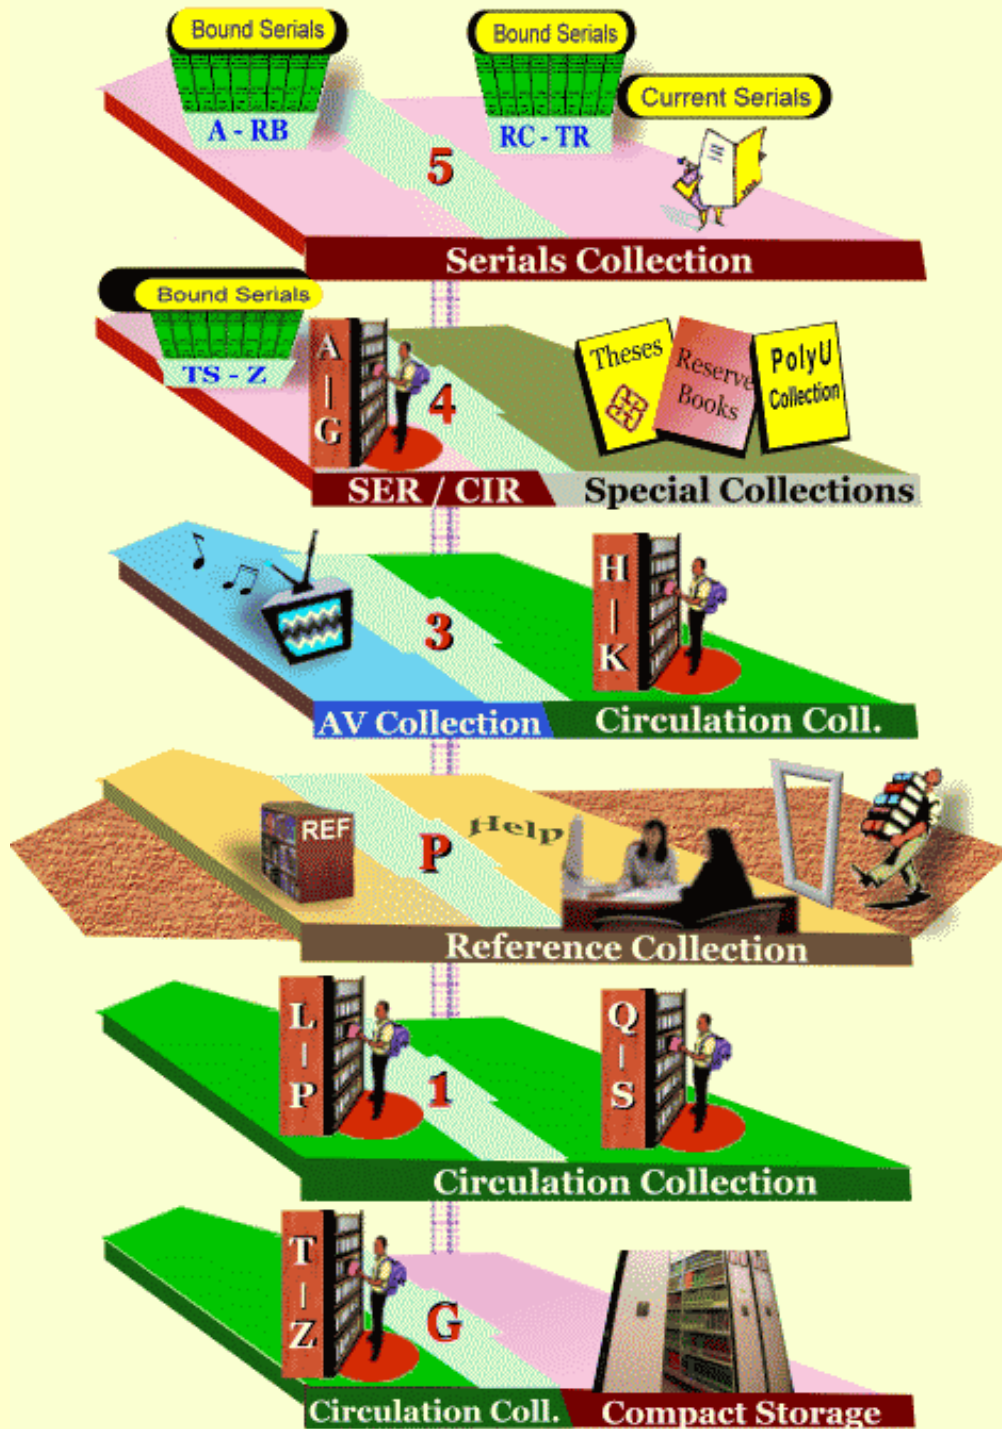 Bound Serials
Bound Serials
Current Serials
A - RB
RC - TR
5
Serials Collection
Bound Serials
TS - Z
A | G
4
Theses
Reserve
Books
PolyU
Collection
SER / CIR
Special Collections
3
H | K
AV Collection
Circulation Coll.
REF
P
Help
Reference Collection
L | P
1
Q | S
Circulation Collection
T | Z
G
Circulation Coll.
Compact Storage